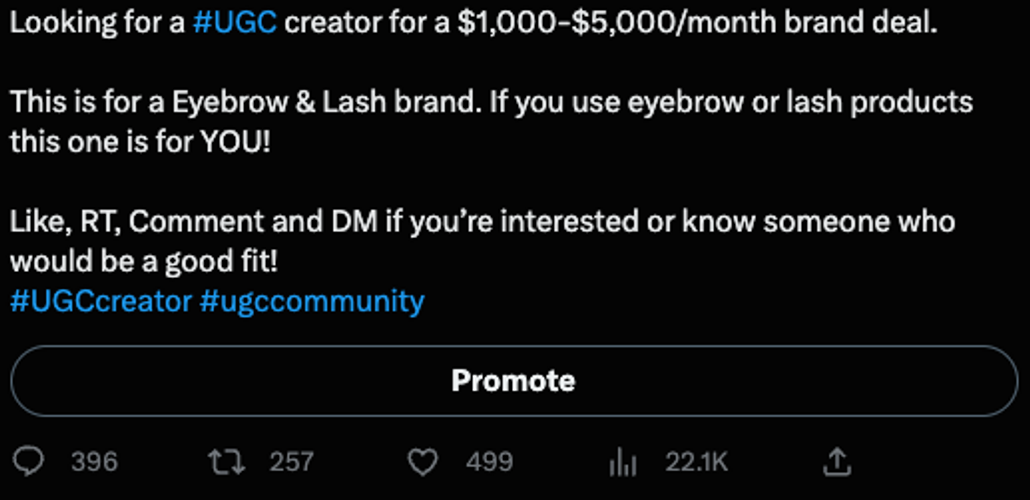 Looking for a #UGC creator for a $1,000-$5,000/month brand deal.
This is for a Eyebrow & Lash brand. If you use eyebrow or lash products
this one is for YOU!
Like, RT, Comment and DM if you’re interested or know someone who
would be a good fit!
#UGCcreator #ugccommunity
Promote
396 257 499 22.1K